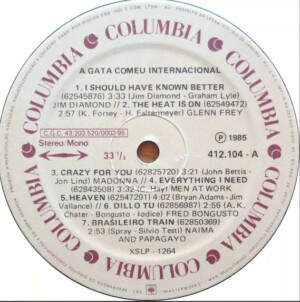 COLUMBIA COLUMBIA COLUMBIA COLUMBIA COLUMBIA COLUMBIA
A GATA COMEU INTERNACIONAL
1. I SHOULD HAVE KNOWN BETTER
(62545876) 3:33 (Jim Diamond - Graham Lyle)
JIM DIAMOND // 2. THE HEAT IS ON (62549472)
2:57 (K. Forsey - H. Faltermeyer) GLENN FREY
C.G.C. 43.203.520/0002-95
Stereo/Mono
33 1/3
Ⓟ 1985
412.104 - A
3. CRAZY FOR YOU (62825720) 3:21 (John Bettis -
Jon Lind) MADONNA // 4. EVERYTHING I NEED
(62843508) 3:32 (C. Hay) MEN AT WORK
5. HEAVEN (62547291) 4:02 (Bryan Adams - Jim
Vallance) // 6. DILLO TU (62856987) 2:56 (A. K.
Chater - Bongusto - Iodice) FRED BONGUSTO
7. BRASILEIRO TRAIN (62850369)
2:53 (Spray - Silvio Testi) NAIMA
AND PAPAGAYO
XSLP - 1264